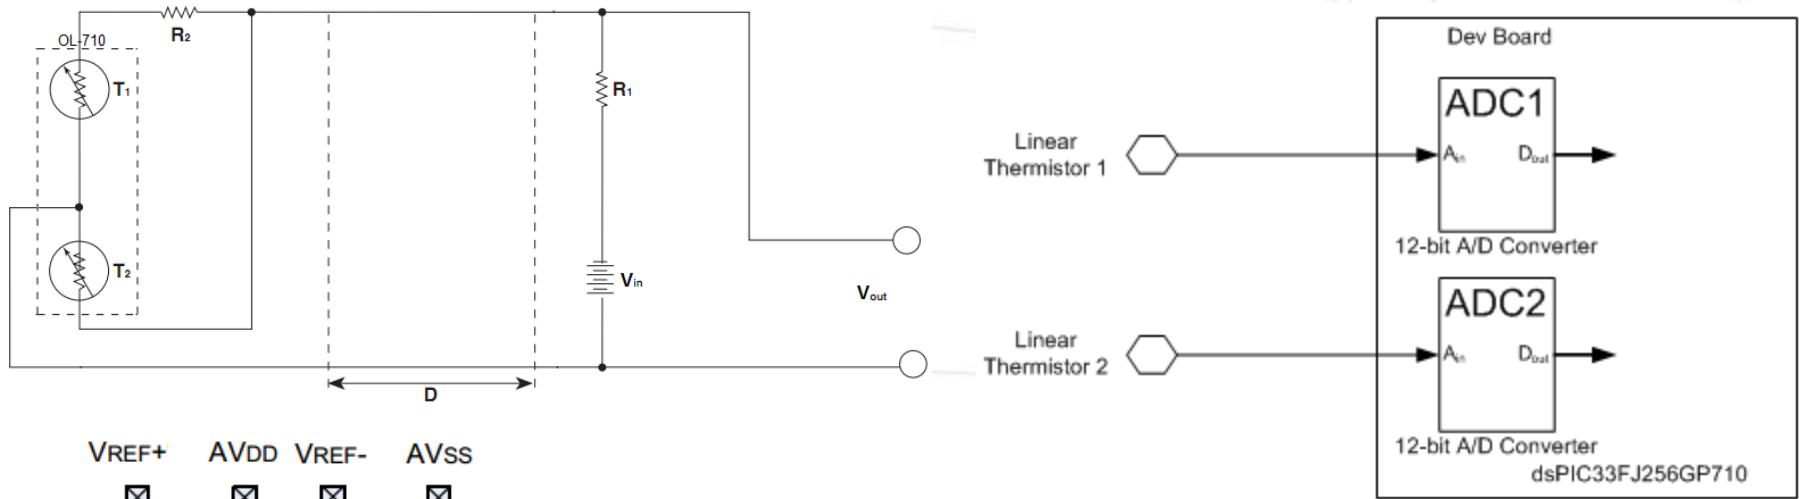 R2
OL-710
T1
R1
T2
Vin
Vout
D
VREF+ AVDD VREF- AVSS
Dev Board
ADC1
Linear
Thermistor 1
Ain Dout
12-bit A/D Converter
ADC2
Linear
Thermistor 2
Ain Dout
12-bit A/D Converter
dsPIC33FJ256GP710